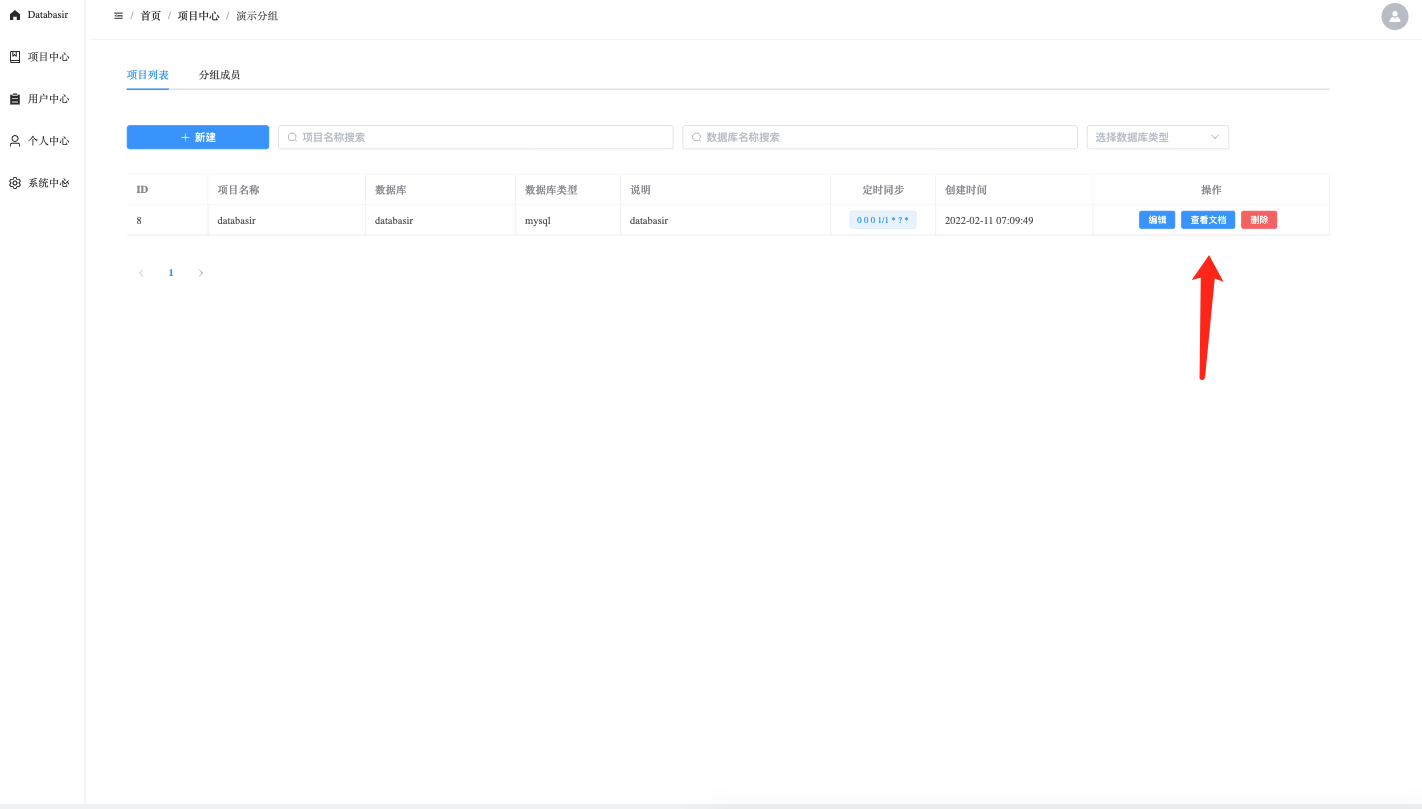 Databasir
/ 首页 / 项目中心 / 演示分组
项目中心
用户中心
个人中心
系统中心
项目列表 分组成员
新建 项目名称搜索 数据库名称搜索 选择数据库类型
ID 项目名称 数据库 数据库类型 说明 定时同步 创建时间 操作
8 databasir databasir mysql databasir 0 0 0 1/1 * ? * 2022-02-11 07:09:49 编辑 查看文档 删除
1